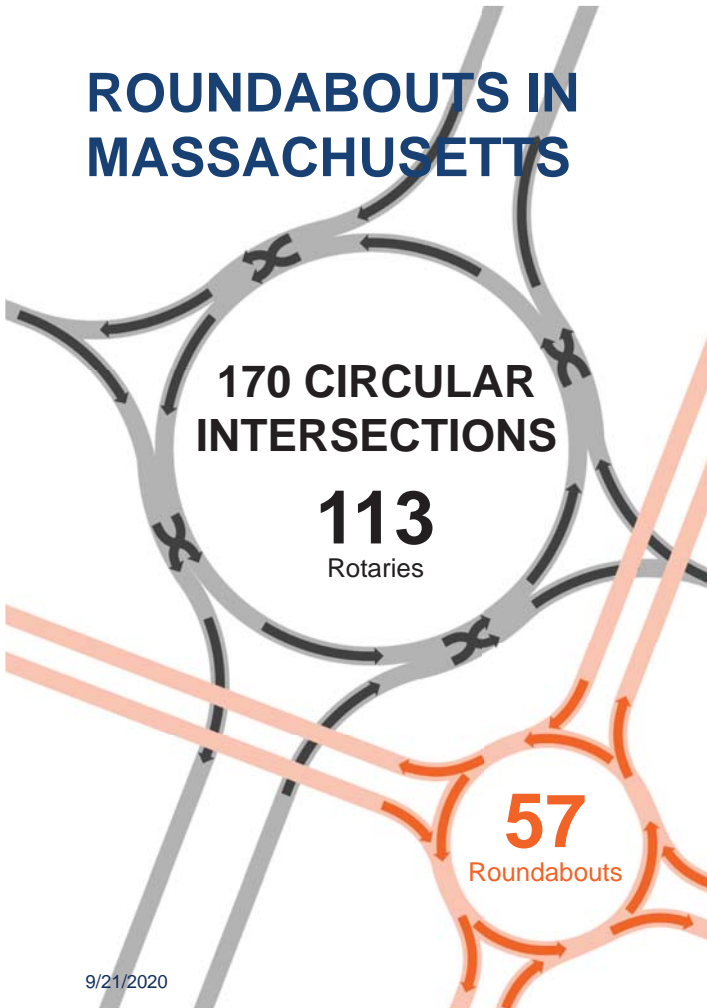 ROUNDABOUTS IN
MASSACHUSETTS
170 CIRCULAR
INTERSECTIONS
113
Rotaries
57
Roundabouts
9/21/2020